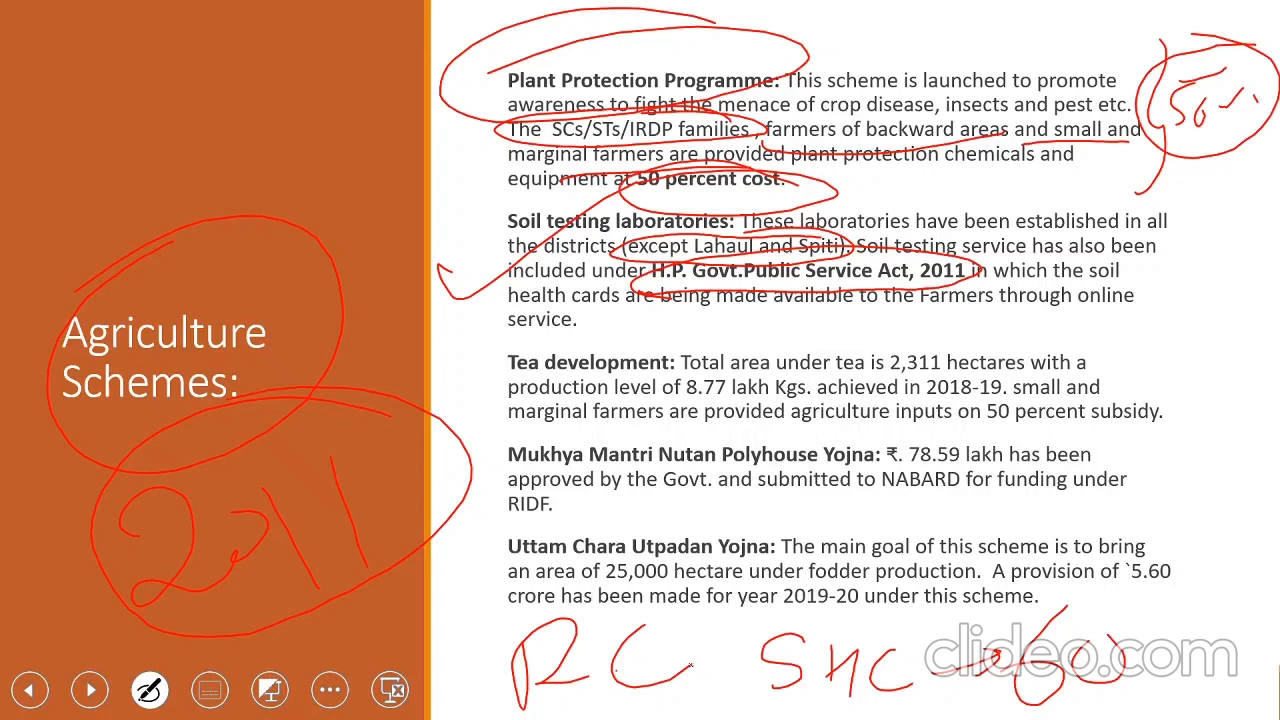 Agriculture
Schemes:
2011
Plant Protection Programme: This scheme is launched to promote
awareness to fight the menace of crop disease, insects and pest etc.
The SCs/STs/IRDP families , farmers of backward areas and small and
marginal farmers are provided plant protection chemicals and
equipment at 50 percent cost.
50%
Soil testing laboratories: These laboratories have been established in all
the districts (except Lahaul and Spiti). Soil testing service has also been
included under H.P. Govt.Public Service Act, 2011 in which the soil
health cards are being made available to the Farmers through online
service.
Tea development: Total area under tea is 2,311 hectares with a
production level of 8.77 lakh Kgs. achieved in 2018-19. small and
marginal farmers are provided agriculture inputs on 50 percent subsidy.
Mukhya Mantri Nutan Polyhouse Yojna: ₹. 78.59 lakh has been
approved by the Govt. and submitted to NABARD for funding under
RIDF.
Uttam Chara Utpadan Yojna: The main goal of this scheme is to bring
an area of 25,000 hectare under fodder production. A provision of `5.60
crore has been made for year 2019-20 under this scheme.
RC SHC → 60
clideo.com